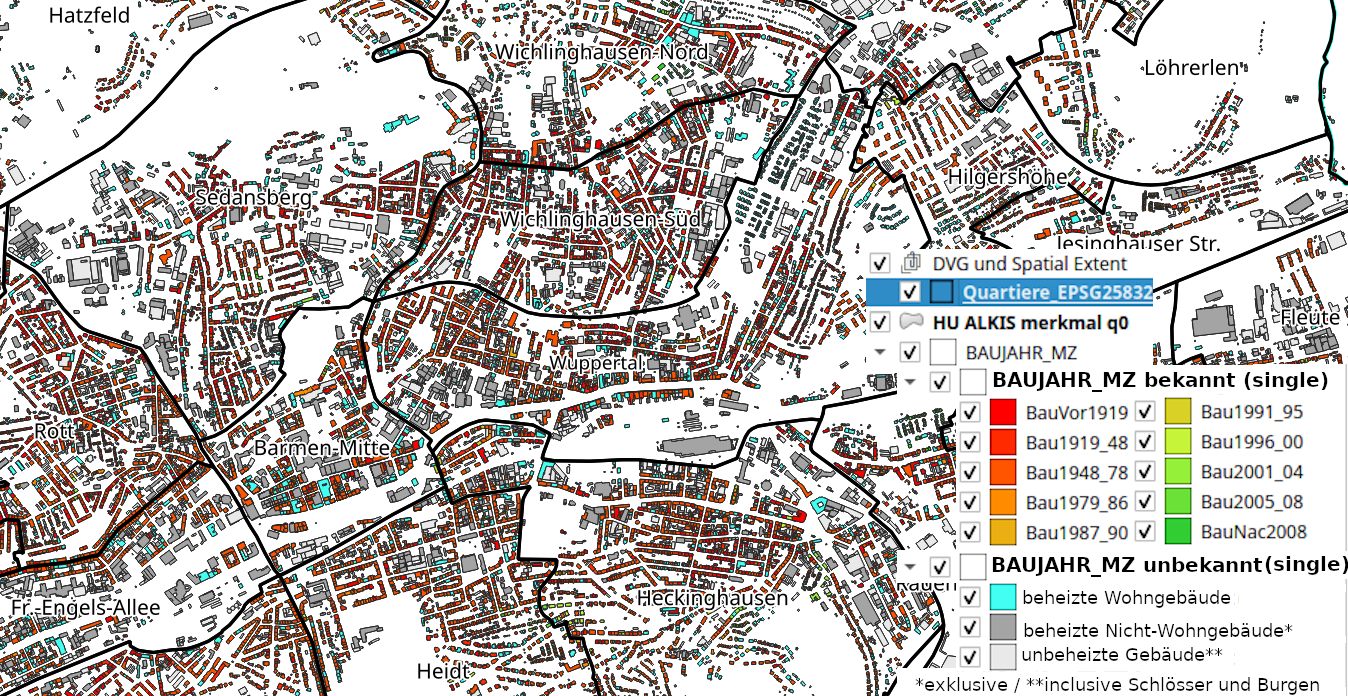 Hatzfeld
Wichlinghausen-Nord
Löhrerlen
Sedansberg
Hilgershöhe
Wichlinghausen-Süd
Jesinghauser Str.
DVG und Spatial Extent
Quartiere_EPSG25832
HU ALKIS merkmal q0
Fleute
BAUJAHR_MZ
Wuppertal
BAUJAHR_MZ bekannt (single)
BauVor1919 Bau1991_95
Rott
Bau1919_48 Bau1996_00
Barmen-Mitte
Bau1948_78 Bau2001_04
Bau1979_86 Bau2005_08
Bau1987_90 BauNac2008
BAUJAHR_MZ unbekannt(single)
Heckinghausen
beheizte Wohngebäude
Fr.-Engels-Allee
beheizte Nicht-Wohngebäude*
unbeheizte Gebäude**
Heidt
*exklusive / **inclusive Schlösser und Burgen